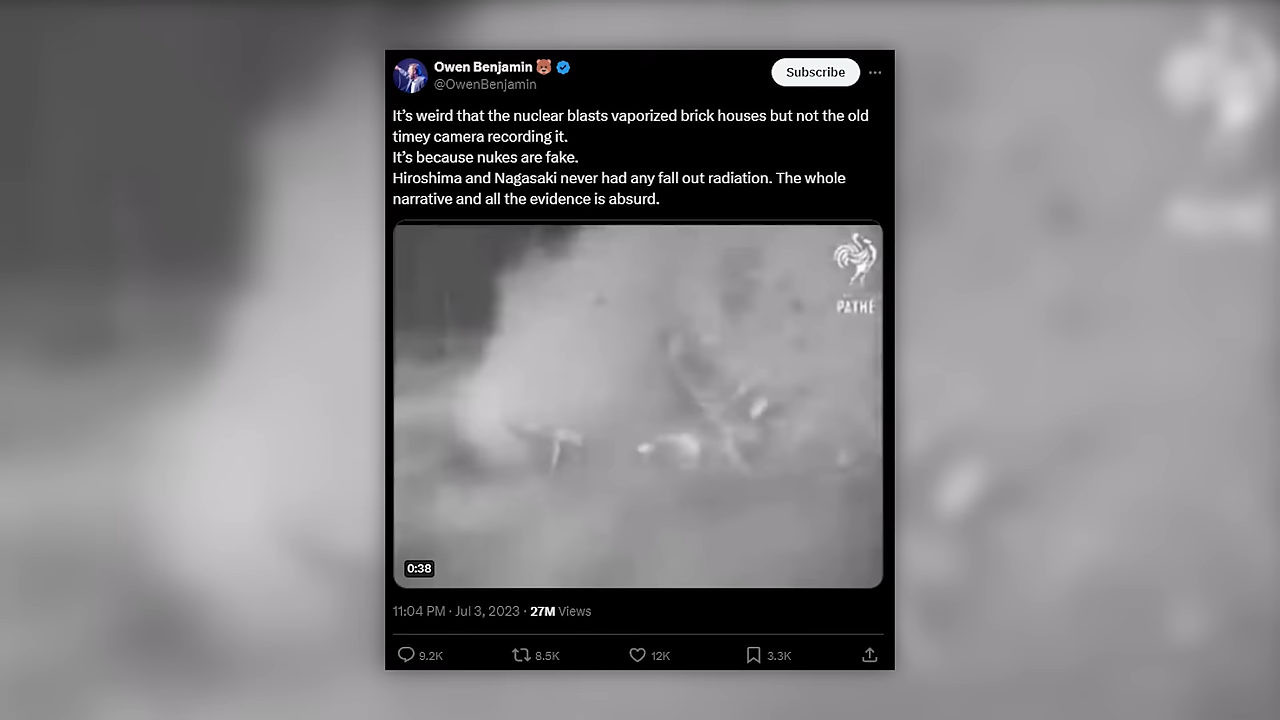 Owen Benjamin
@OwenBenjamin
Subscribe
It's weird that the nuclear blasts vaporized brick houses but not the old
timey camera recording it.
It's because nukes are fake.
Hiroshima and Nagasaki never had any fall out radiation. The whole
narrative and all the evidence is absurd.
PATHÉ
0:38
11:04 PM · Jul 3, 2023 · 27M Views
9.2K
8.5K
12K
3.3K